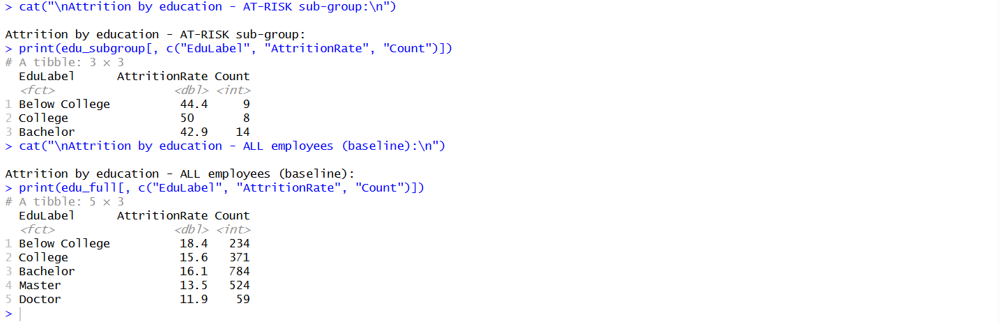 > cat("\nAttrition by education - AT-RISK sub-group:\n")
Attrition by education - AT-RISK sub-group:
> print(edu_subgroup[, c("EduLabel", "AttritionRate", "Count")])
# A tibble: 3 × 3
EduLabel AttritionRate Count
<fct> <dbl> <int>
1 Below College 44.4 9
2 College 50 8
3 Bachelor 42.9 14
> cat("\nAttrition by education - ALL employees (baseline):\n")
Attrition by education - ALL employees (baseline):
> print(edu_full[, c("EduLabel", "AttritionRate", "Count")])
# A tibble: 5 × 3
EduLabel AttritionRate Count
<fct> <dbl> <int>
1 Below College 18.4 234
2 College 15.6 371
3 Bachelor 16.1 784
4 Master 13.5 524
5 Doctor 11.9 59
>